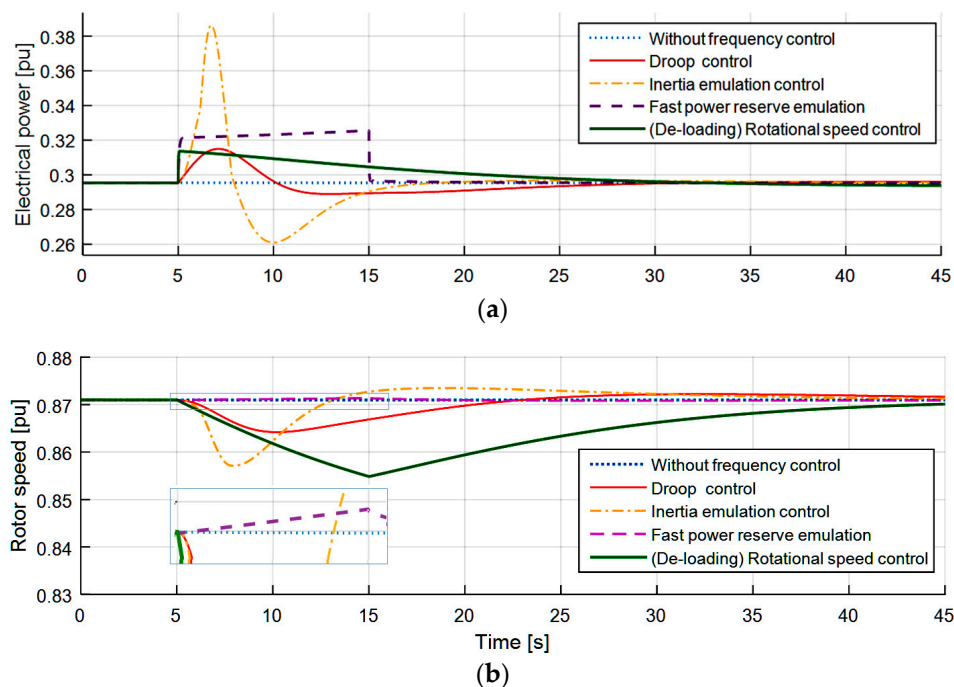 Electrical power [pu]
0.38
0.36
0.34
0.32
0.3
0.28
0.26
0 5 10 15 20 25 30 35 40 45
Without frequency control
Droop control
Inertia emulation control
Fast power reserve emulation
(De-loading) Rotational speed control
(a)
Rotor speed [pu]
0.88
0.87
0.86
0.85
0.84
0.83
0 5 10 15 20 25 30 35 40 45
Without frequency control
Droop control
Inertia emulation control
Fast power reserve emulation
(De-loading) Rotational speed control
Time [s]
(b)